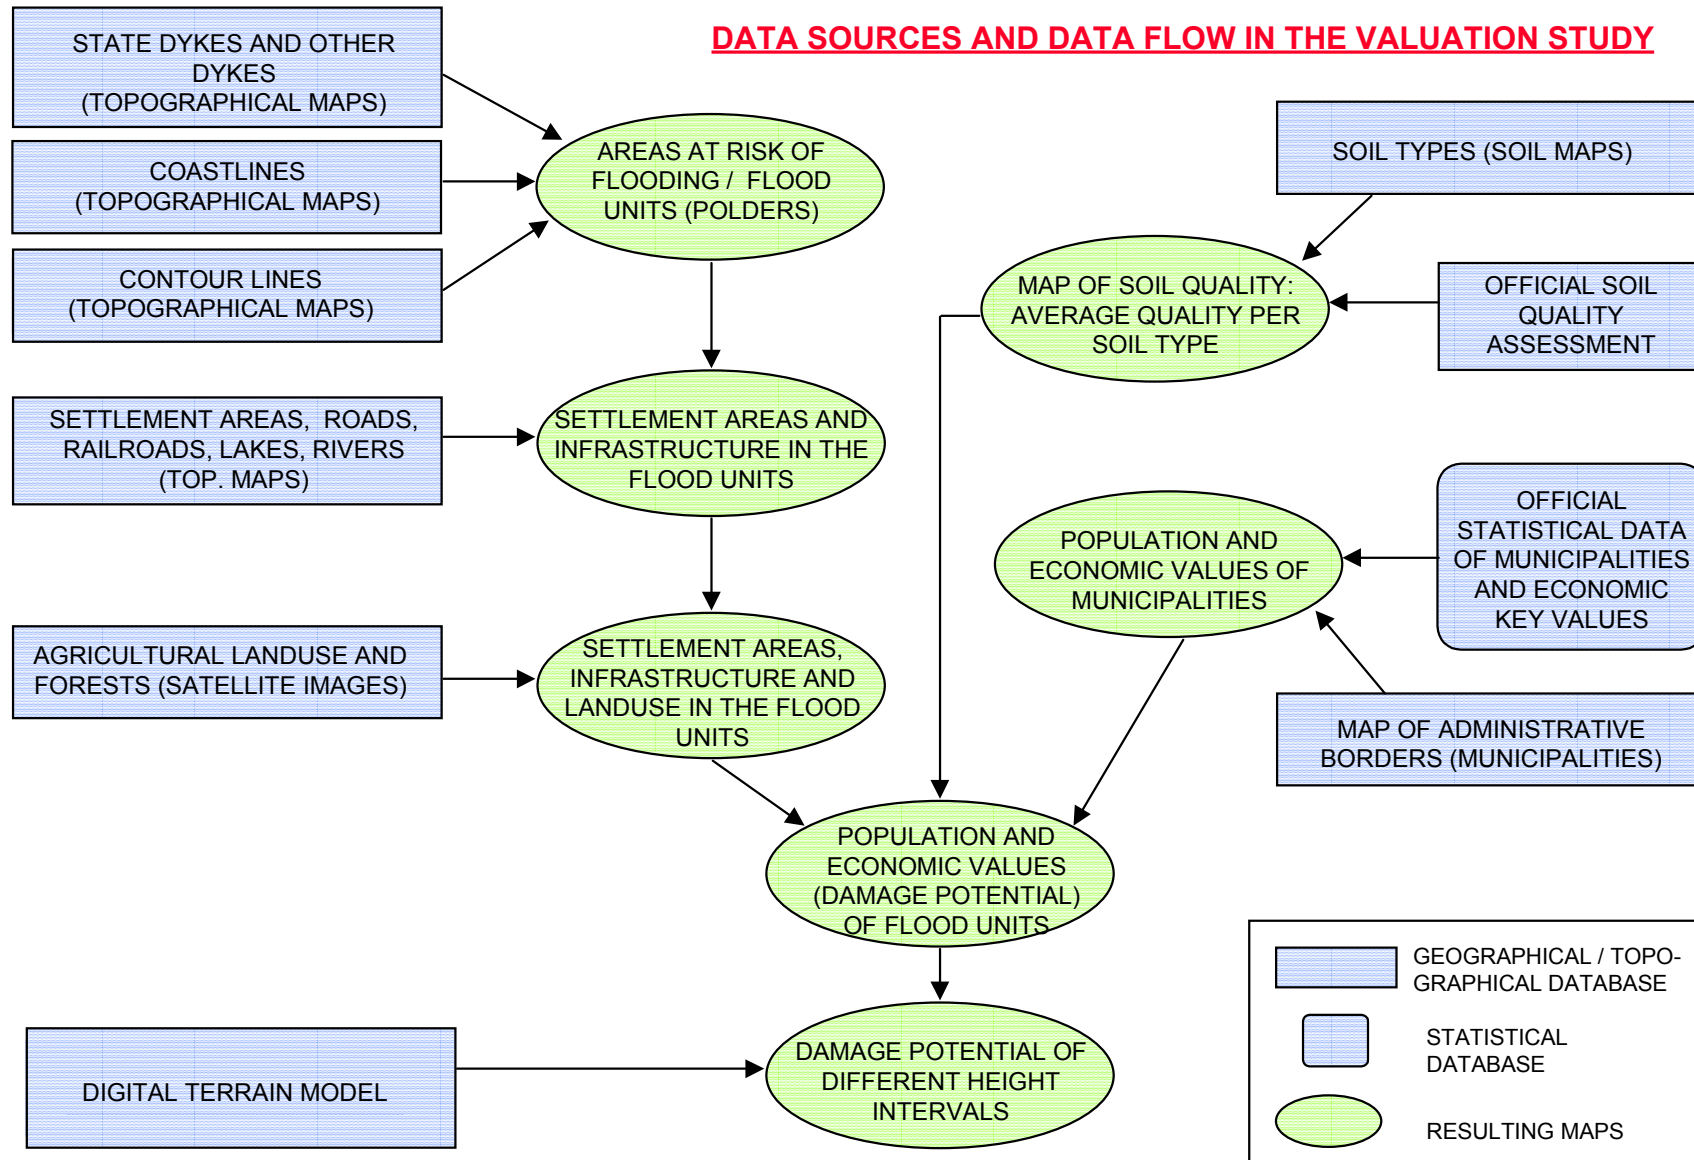 DATA SOURCES AND DATA FLOW IN THE VALUATION STUDY
STATE DYKES AND OTHER
DYKES
(TOPOGRAPHICAL MAPS)
COASTLINES
(TOPOGRAPHICAL MAPS)
CONTOUR LINES
(TOPOGRAPHICAL MAPS)
AREAS AT RISK OF
FLOODING / FLOOD
UNITS (POLDERS)
SOIL TYPES (SOIL MAPS)
MAP OF SOIL QUALITY:
AVERAGE QUALITY PER
SOIL TYPE
OFFICIAL SOIL
QUALITY
ASSESSMENT
SETTLEMENT AREAS, ROADS,
RAILROADS, LAKES, RIVERS
(TOP. MAPS)
SETTLEMENT AREAS AND
INFRASTRUCTURE IN THE
FLOOD UNITS
POPULATION AND
ECONOMIC VALUES OF
MUNICIPALITIES
OFFICIAL
STATISTICAL DATA
OF MUNICIPALITIES
AND ECONOMIC
KEY VALUES
AGRICULTURAL LANDUSE AND
FORESTS (SATELLITE IMAGES)
SETTLEMENT AREAS,
INFRASTRUCTURE AND
LANDUSE IN THE FLOOD
UNITS
MAP OF ADMINISTRATIVE
BORDERS (MUNICIPALITIES)
POPULATION AND
ECONOMIC VALUES
(DAMAGE POTENTIAL)
OF FLOOD UNITS
DIGITAL TERRAIN MODEL
DAMAGE POTENTIAL OF
DIFFERENT HEIGHT
INTERVALS
GEOGRAPHICAL / TOPO-
GRAPHICAL DATABASE
STATISTICAL
DATABASE
RESULTING MAPS